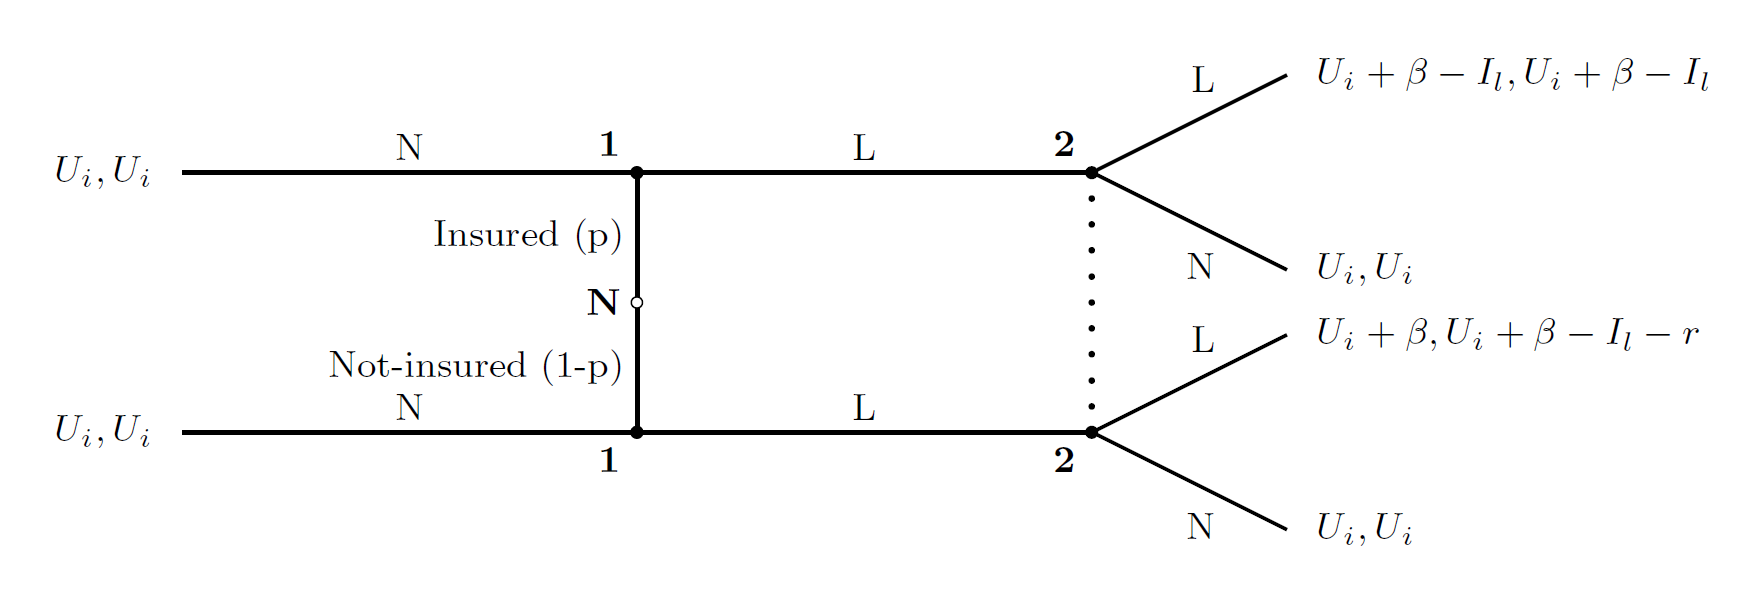 L
$U_i + \beta - I_l, U_i + \beta - I_l$
N
1
L
2
$U_i, U_i$
Insured (p)
N
$U_i, U_i$
N
L
$U_i + \beta, U_i + \beta - I_l - r$
Not-insured (1-p)
N
L
$U_i, U_i$
1
2
N
$U_i, U_i$